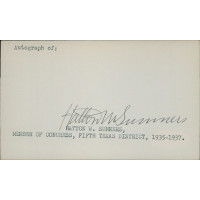 Autograph of:
Hatton W Sumners
HATTON W. SUMNERS,
MEMBER OF CONGRESS, FIFTH TEXAS DISTRICT, 1935-1937.